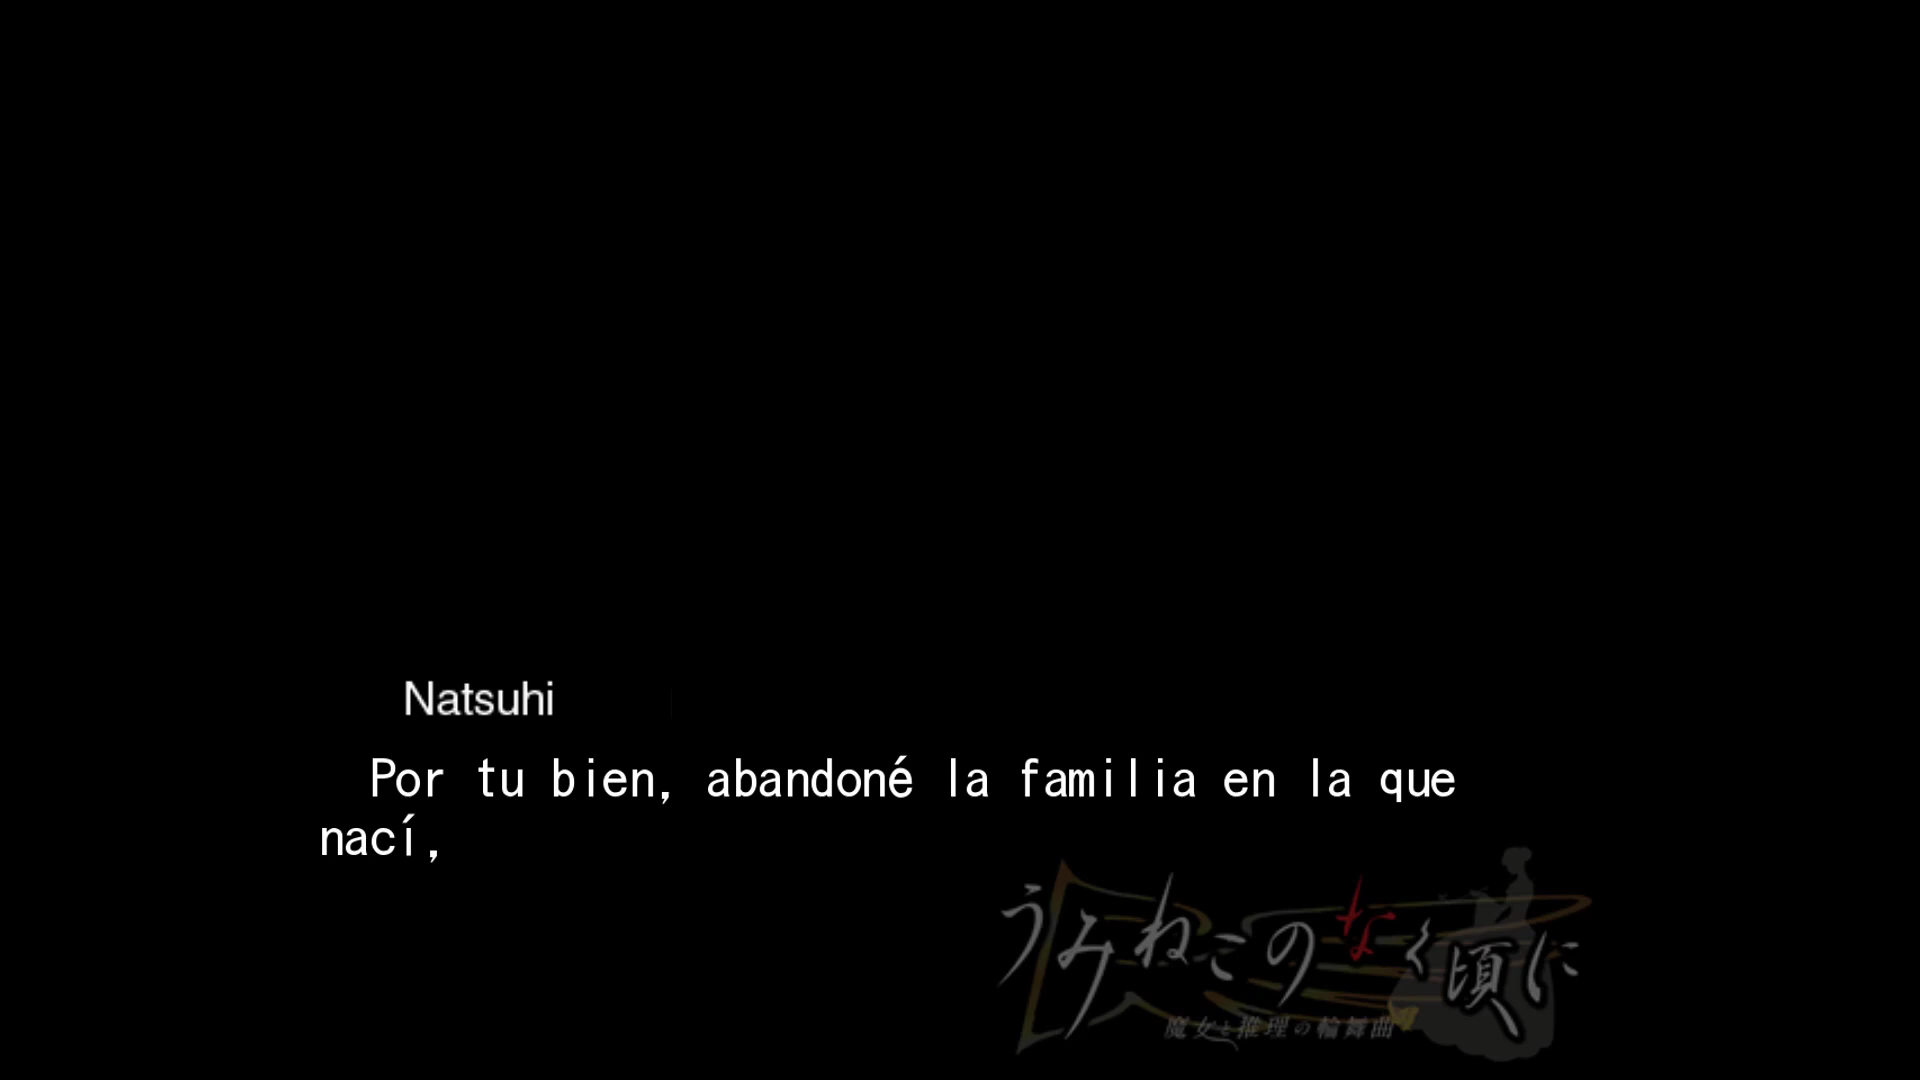 Natsuhi
Por tu bien, abandoné la familia en la que
nací,
うみねこのなく頃に
魔女と推理の輪舞曲